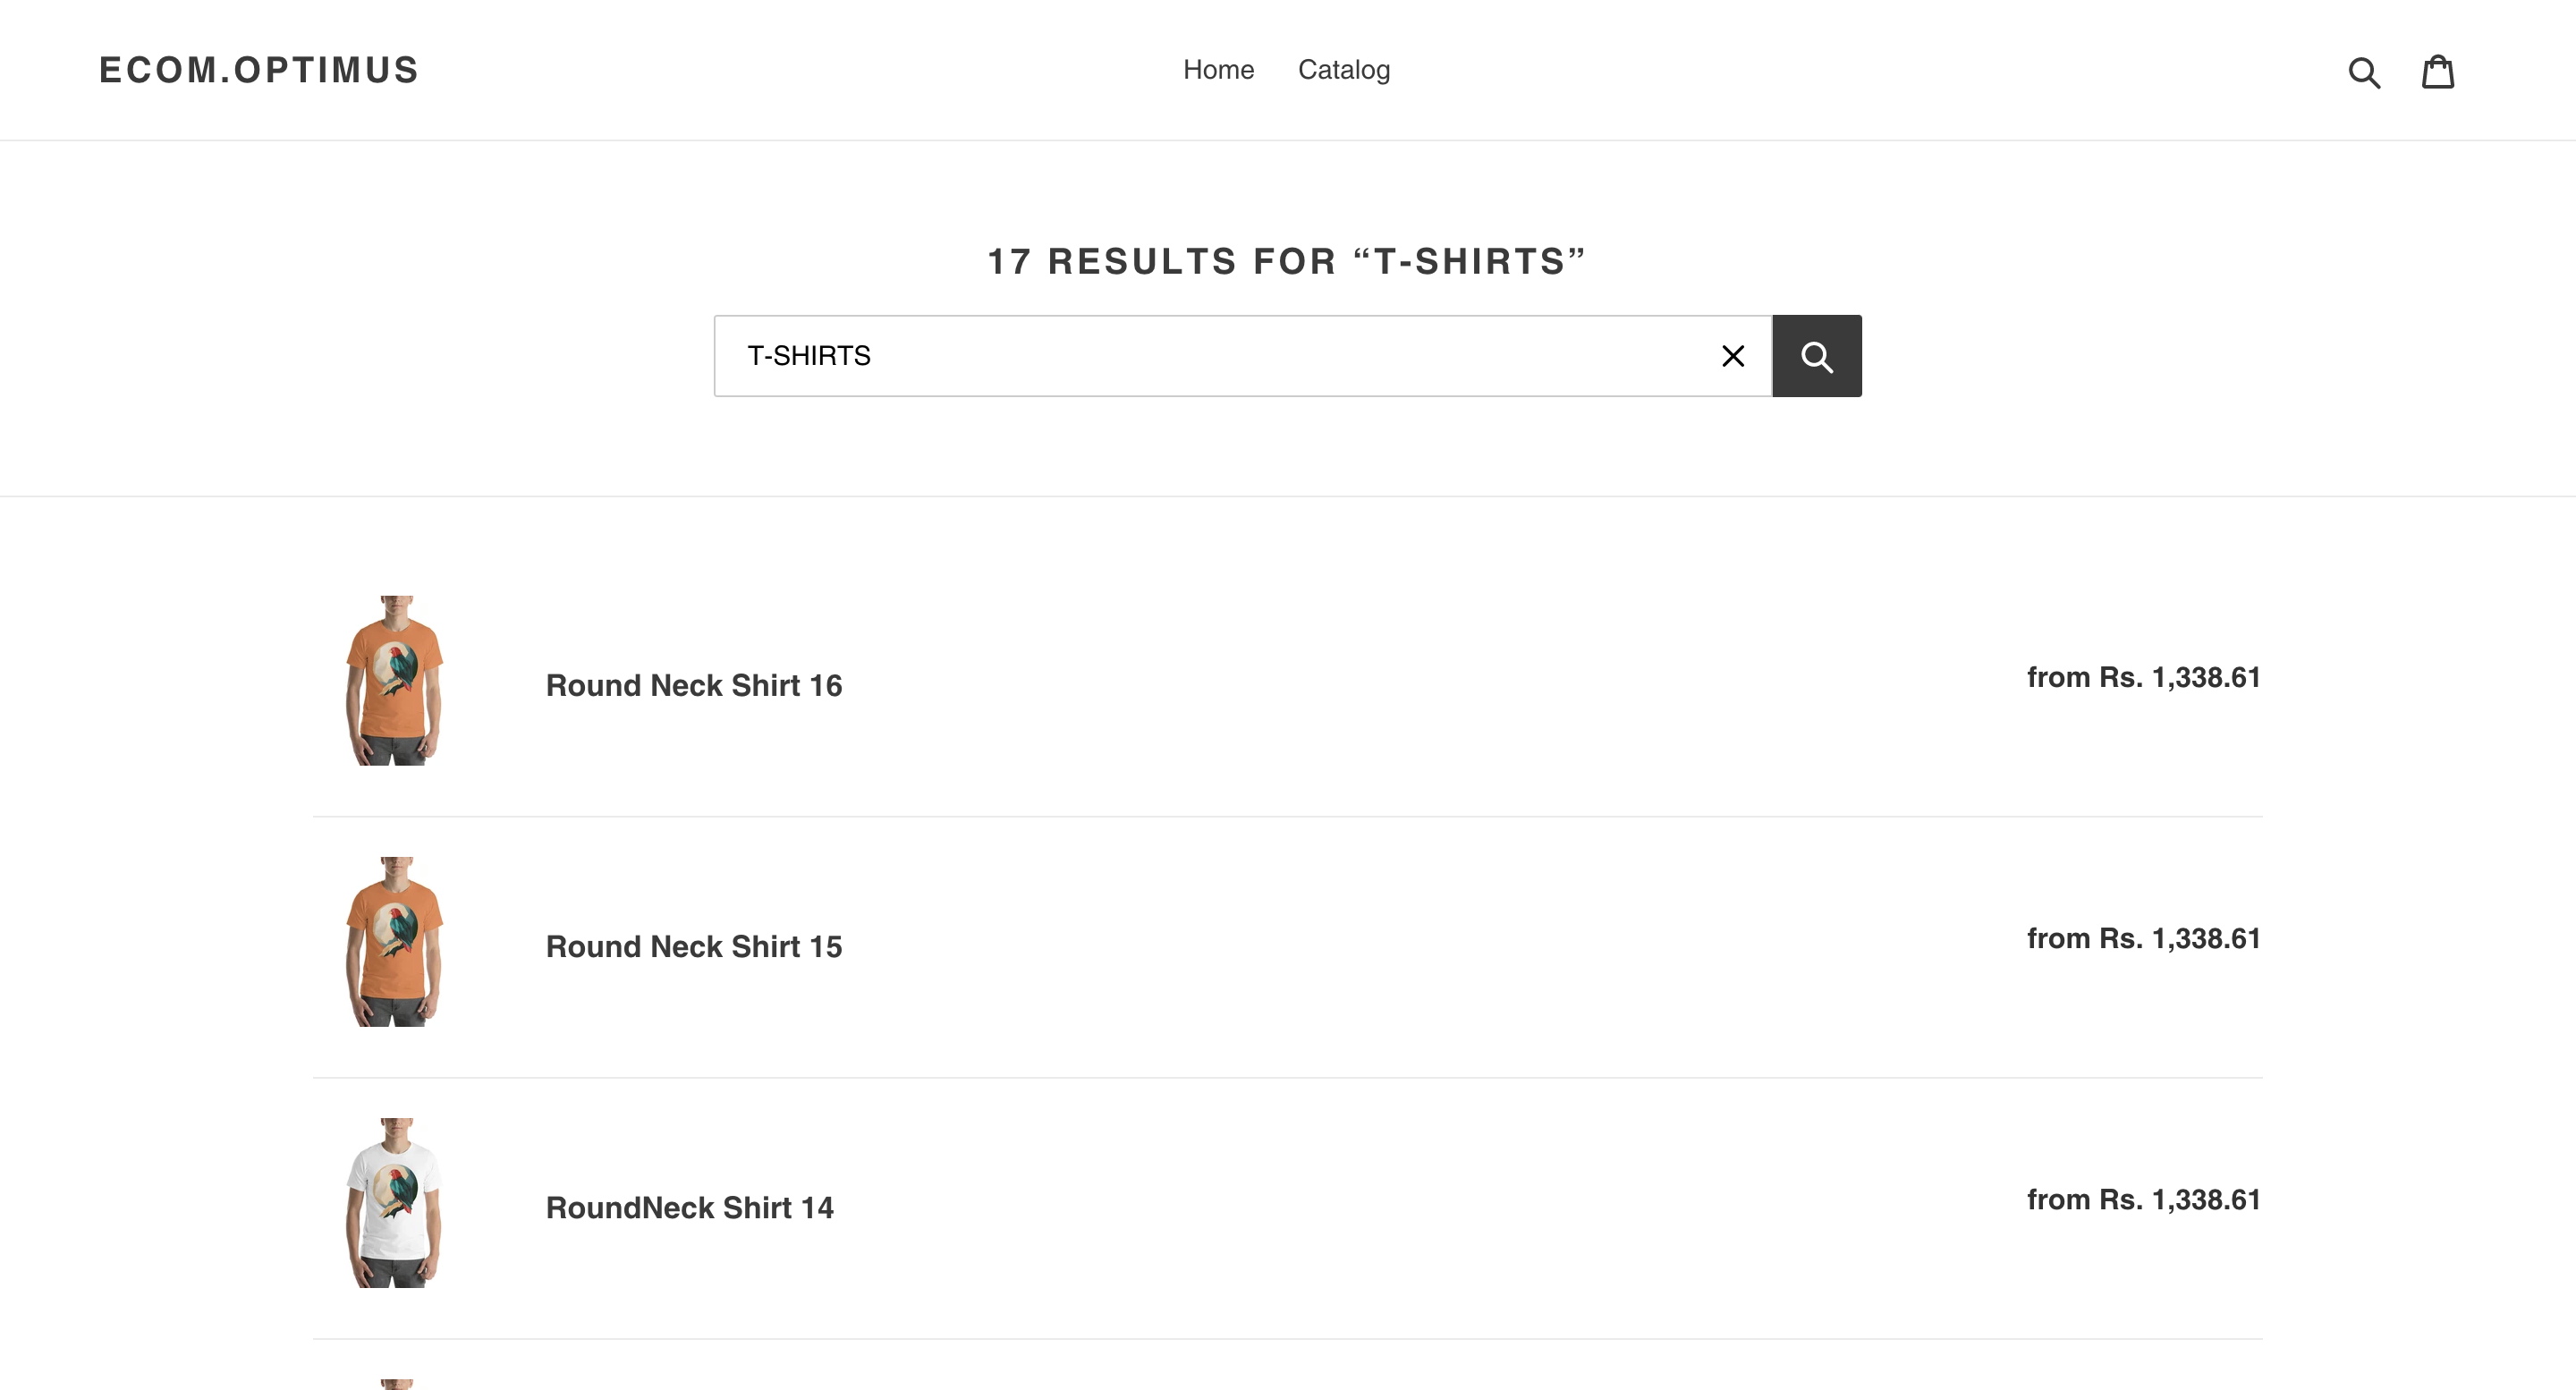 ECOM.OPTIMUS
Home Catalog
17 RESULTS FOR “T-SHIRTS”
T-SHIRTS
Round Neck Shirt 16
from Rs. 1,338.61
Round Neck Shirt 15
from Rs. 1,338.61
RoundNeck Shirt 14
from Rs. 1,338.61